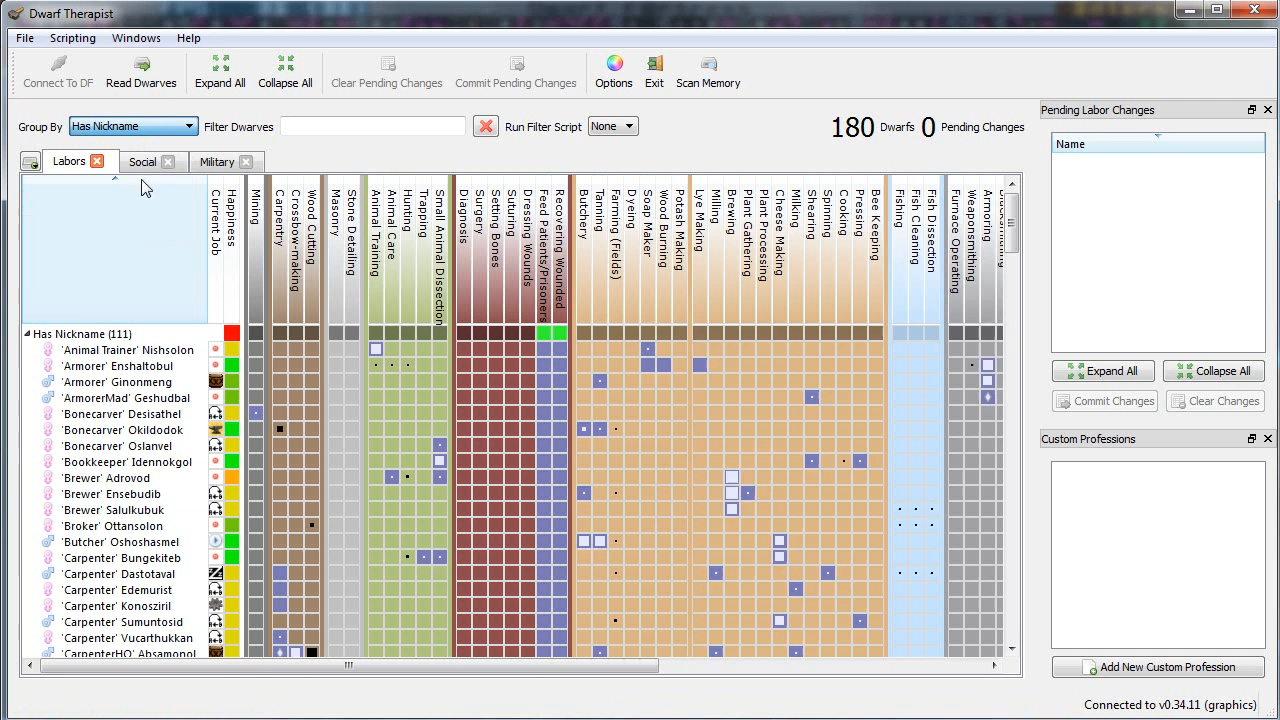 Dwarf Therapist
File Scripting Windows Help
Connect To DF Read Dwarves Expand All Collapse All Clear Pending Changes Commit Pending Changes Options Exit Scan Memory
Group By Has Nickname Filter Dwarves Run Filter Script None 180 Dwarfs 0 Pending Changes
Labors Social Military
Current Job
Happiness
Mining
Carpentry
Crossbow-making
Wood Cutting
Masonry
Stone Detailing
Animal Training
Animal Care
Hunting
Trapping
Small Animal Dissection
Diagnosis
Surgery
Setting Bones
Suturing
Dressing Wounds
Feed Patients/Prisoners
Recovering Wounded
Butchery
Tanning
Farming (Fields)
Dyeing
Soap Maker
Wood Burning
Potash Making
Lye Making
Milling
Brewing
Plant Gathering
Plant Processing
Cheese Making
Milking
Shearing
Spinning
Cooking
Pressing
Bee Keeping
Fishing
Fish Cleaning
Fish Dissection
Furnace Operating
Weaponsmithing
Armoring
Has Nickname (111)
'Animal Trainer' Nishsolon
'Armorer' Enshaltobul
'Armorer' Ginonmeng
'ArmorerMad' Geshudbal
'Bonecarver' Desisathel
'Bonecarver' Okildodok
'Bonecarver' Oslanvel
'Bookkeeper' Idennokgol
'Brewer' Adrovod
'Brewer' Ensebudib
'Brewer' Salulkubuk
'Broker' Ottansolon
'Butcher' Oshoshasmel
'Carpenter' Bungekiteb
'Carpenter' Dastotaval
'Carpenter' Edemurist
'Carpenter' Konosziril
'Carpenter' Sumuntosid
'Carpenter' Vucarthukkan
'CarpenterHQ' Absamonol
Pending Labor Changes
Name
Expand All Collapse All
Commit Changes Clear Changes
Custom Professions
Add New Custom Profession
Connected to v0.34.11 (graphics)